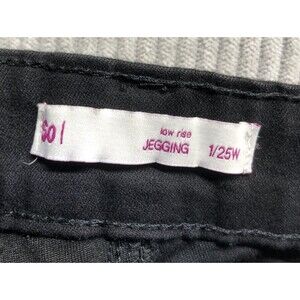 SO |
low rise
JEGGING
1/25W